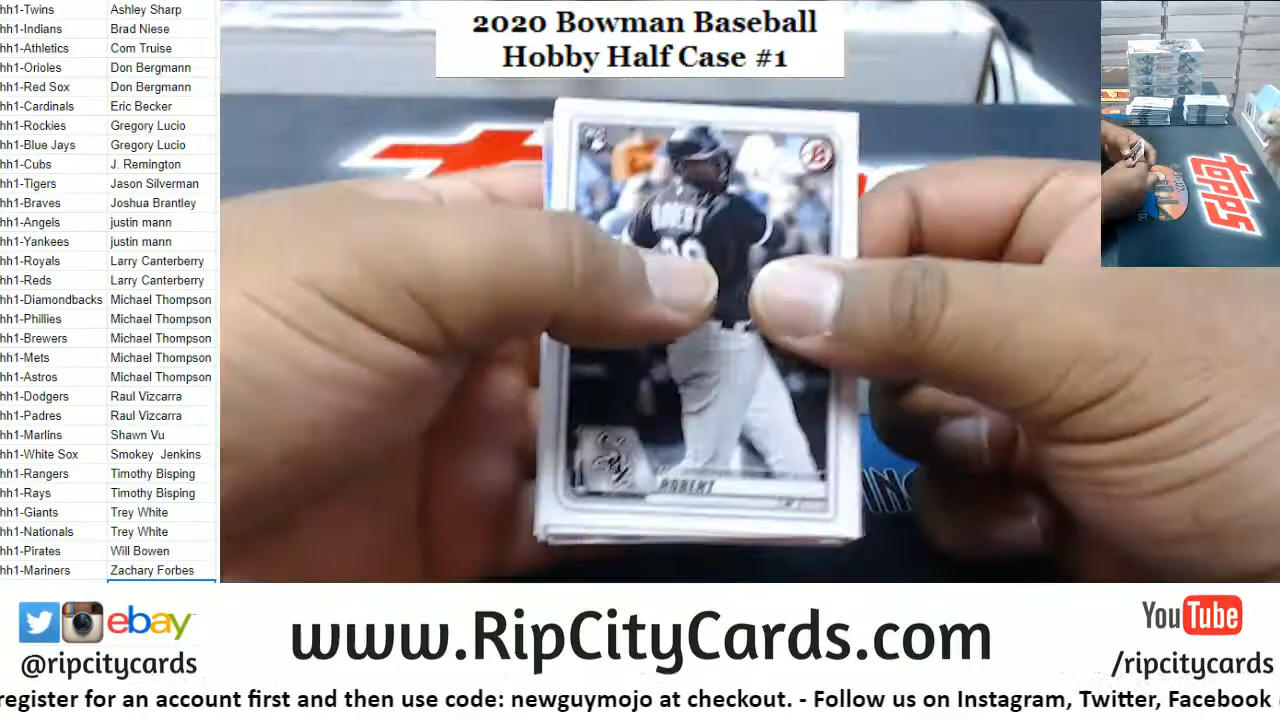 2020 Bowman Baseball
Hobby Half Case #1
hh1-Twins Ashley Sharp
hh1-Indians Brad Niese
hh1-Athletics Com Truise
hh1-Orioles Don Bergmann
hh1-Red Sox Don Bergmann
hh1-Cardinals Eric Becker
hh1-Rockies Gregory Lucio
hh1-Blue Jays Gregory Lucio
hh1-Cubs J. Remington
hh1-Tigers Jason Silverman
hh1-Braves Joshua Brantley
hh1-Angels justin mann
hh1-Yankees justin mann
hh1-Royals Larry Canterberry
hh1-Reds Larry Canterberry
hh1-Diamondbacks Michael Thompson
hh1-Phillies Michael Thompson
hh1-Brewers Michael Thompson
hh1-Mets Michael Thompson
hh1-Astros Michael Thompson
hh1-Dodgers Raul Vizcarra
hh1-Padres Raul Vizcarra
hh1-Marlins Shawn Vu
hh1-White Sox Smokey Jenkins
hh1-Rangers Timothy Bisping
hh1-Rays Timothy Bisping
hh1-Giants Trey White
hh1-Nationals Trey White
hh1-Pirates Will Bowen
hh1-Mariners Zachary Forbes
ROBERT
topps
ebay
@ripcitycards
www.RipCityCards.com
YouTube
/ripcitycards
register for an account first and then use code: newguymojo at checkout. - Follow us on Instagram, Twitter, Facebook